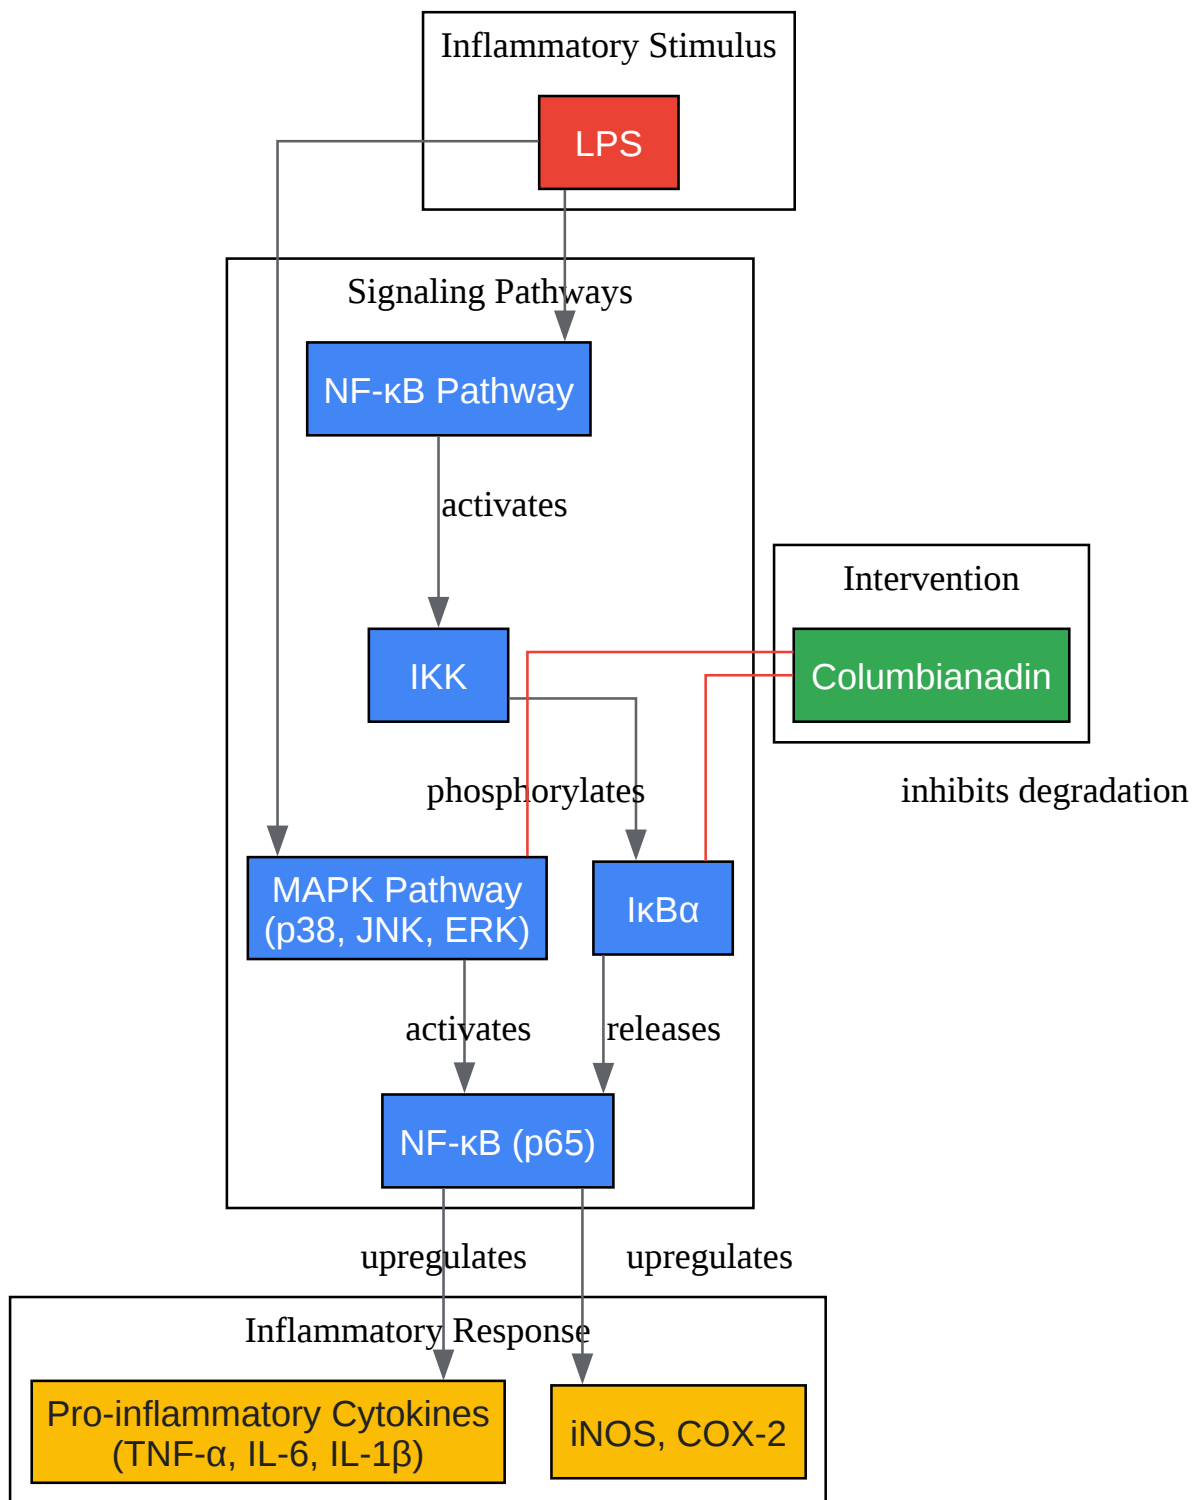 Inflammatory Stimulus
LPS
Signaling Pathways
NF-κB Pathway
activates
Intervention
IKK
Columbianadin
phosphorylates
inhibits degradation
MAPK Pathway
(p38, JNK, ERK)
IκBα
activates
releases
NF-κB (p65)
upregulates
upregulates
Inflammatory Response
Pro-inflammatory Cytokines
(TNF-α, IL-6, IL-1β)
iNOS, COX-2